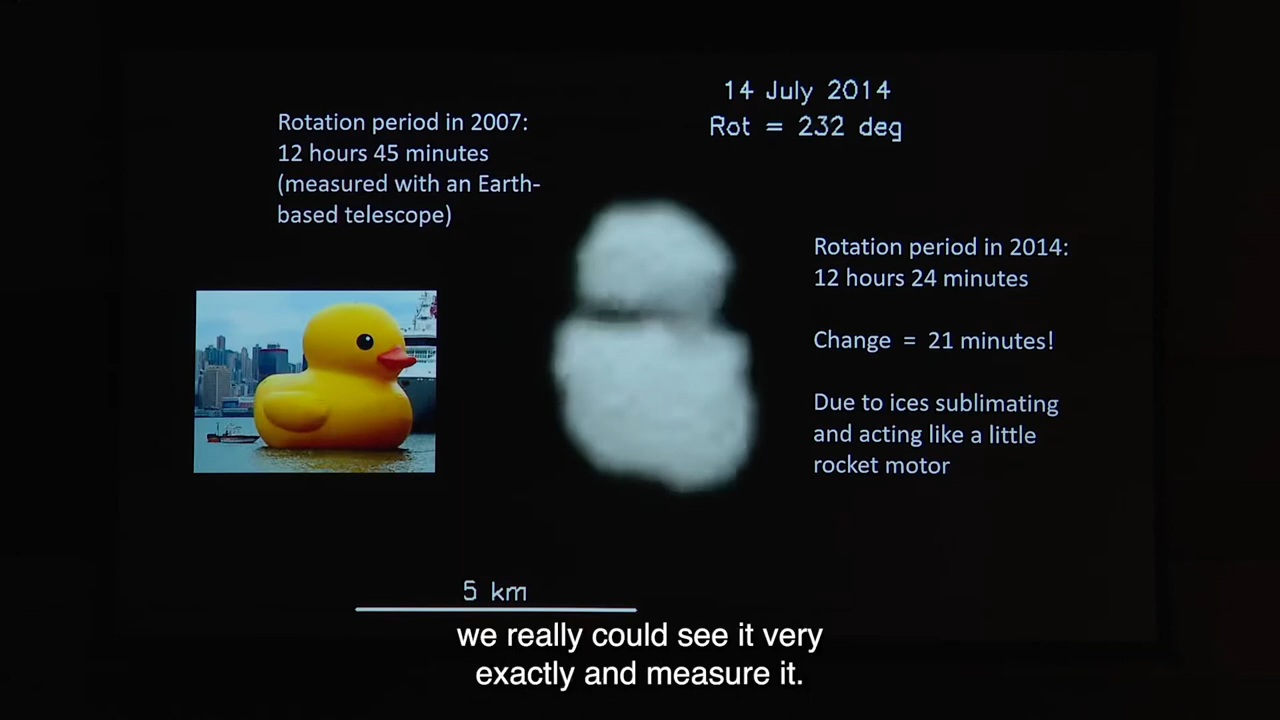 14 July 2014
Rot = 232 deg
Rotation period in 2007:
12 hours 45 minutes
(measured with an Earth-
based telescope)
Rotation period in 2014:
12 hours 24 minutes
Change = 21 minutes!
Due to ices sublimating
and acting like a little
rocket motor
5 km
we really could see it very
exactly and measure it.